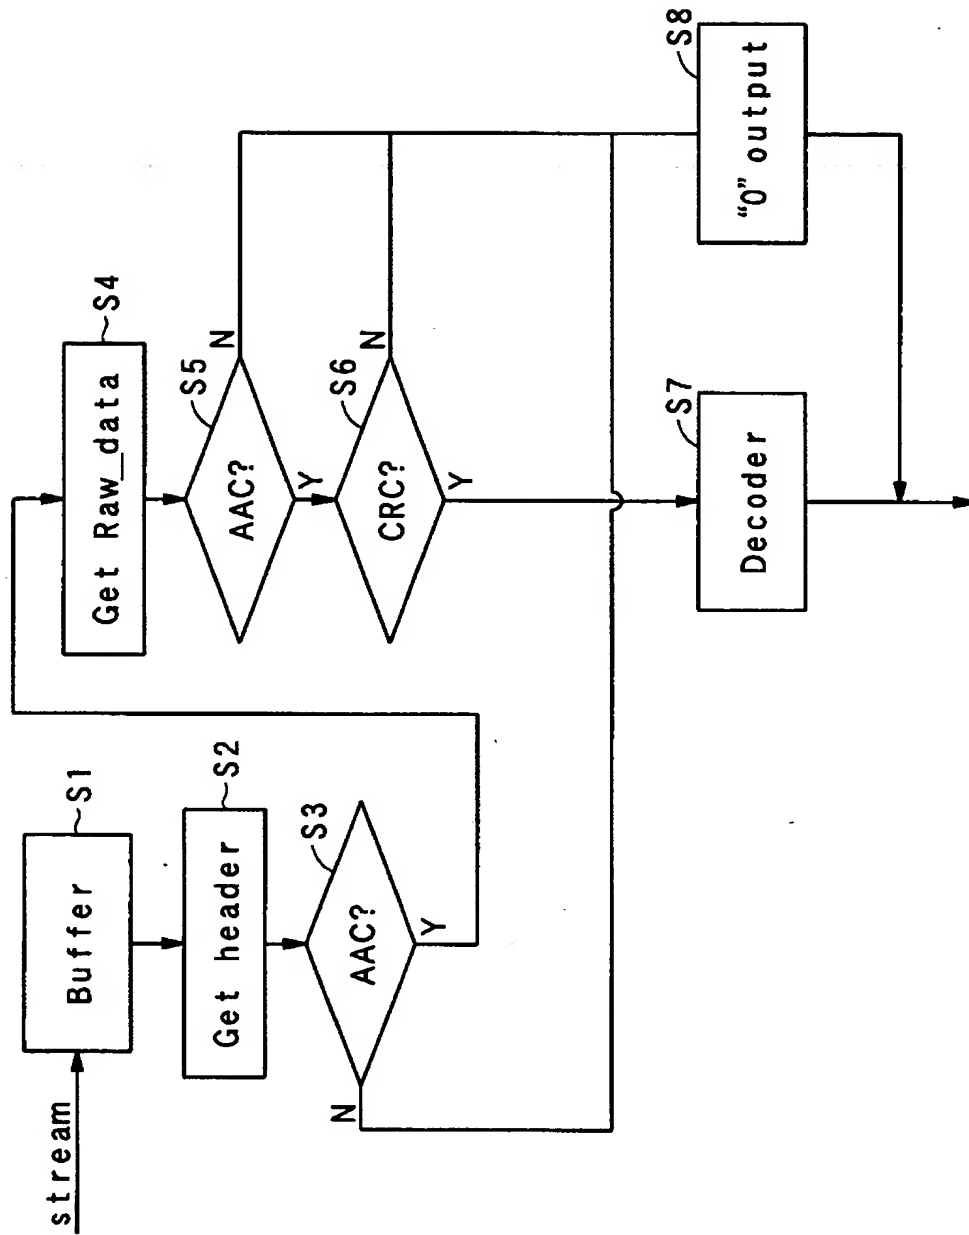 stream
Buffer
S1
Get header
S2
AAC?
S3
N
Y
Get Raw_data
S4
AAC?
S5
N
Y
CRC?
S6
N
Y
Decoder
S7
“0” output
S8